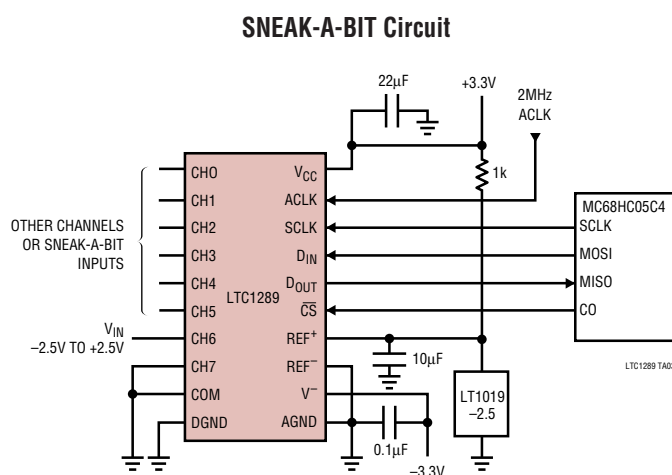 SNEAK-A-BIT Circuit
22µF
+3.3V
2MHz
ACLK
1k
OTHER CHANNELS
OR SNEAK-A-BIT
INPUTS
VIN
–2.5V TO +2.5V
CH0
CH1
CH2
CH3
CH4
CH5
CH6
CH7
COM
DGND
LTC1289
VCC
ACLK
SCLK
DIN
DOUT
CS
REF+
REF–
V–
AGND
MC68HC05C4
SCLK
MOSI
MISO
CO
10µF
0.1µF
–3.3V
LT1019
–2.5
LTC1289 TA03